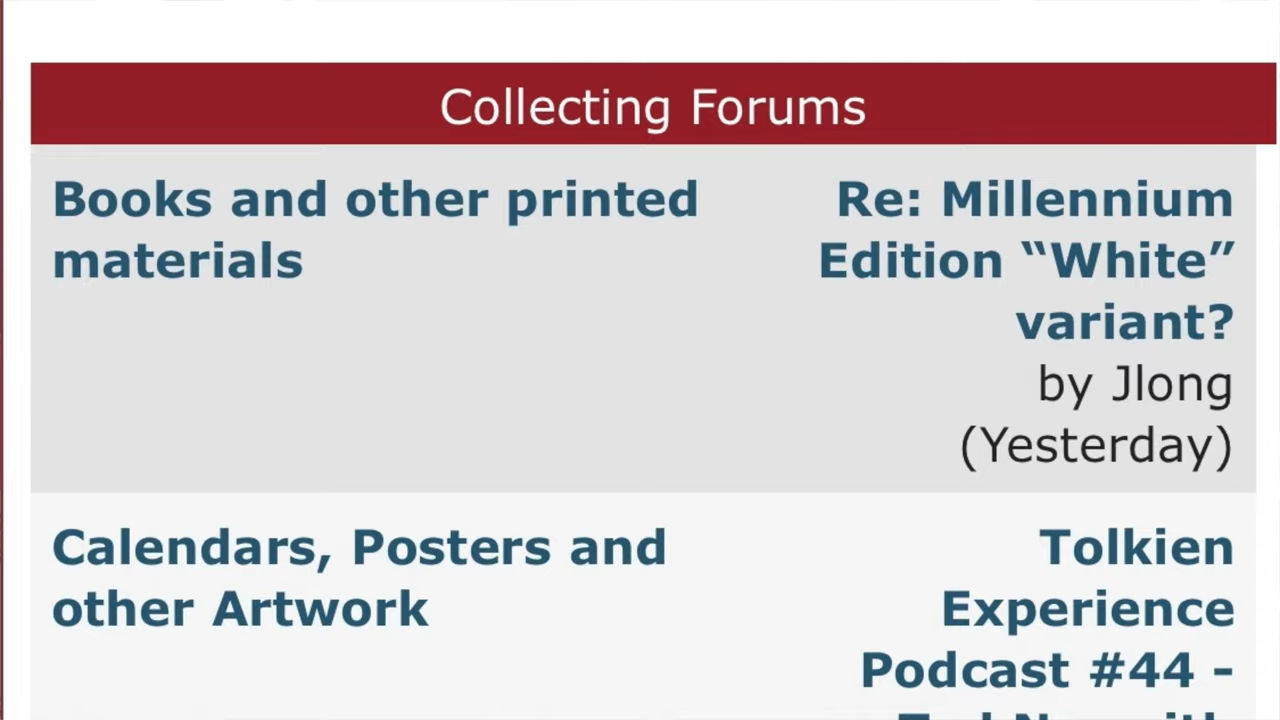 Collecting Forums
Books and other printed
materials
Re: Millennium
Edition “White”
variant?
by Jlong
(Yesterday)
Calendars, Posters and
other Artwork
Tolkien
Experience
Podcast #44 -